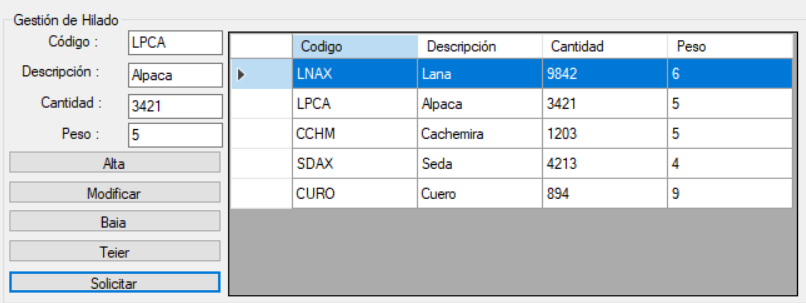 Gestión de Hilado
Código : LPCA
Descripción : Alpaca
Cantidad : 3421
Peso : 5
Alta
Modificar
Baja
Tejer
Solicitar
Codigo Descripción Cantidad Peso
LNAX Lana 9842 6
LPCA Alpaca 3421 5
CCHM Cachemira 1203 5
SDAX Seda 4213 4
CURO Cuero 894 9